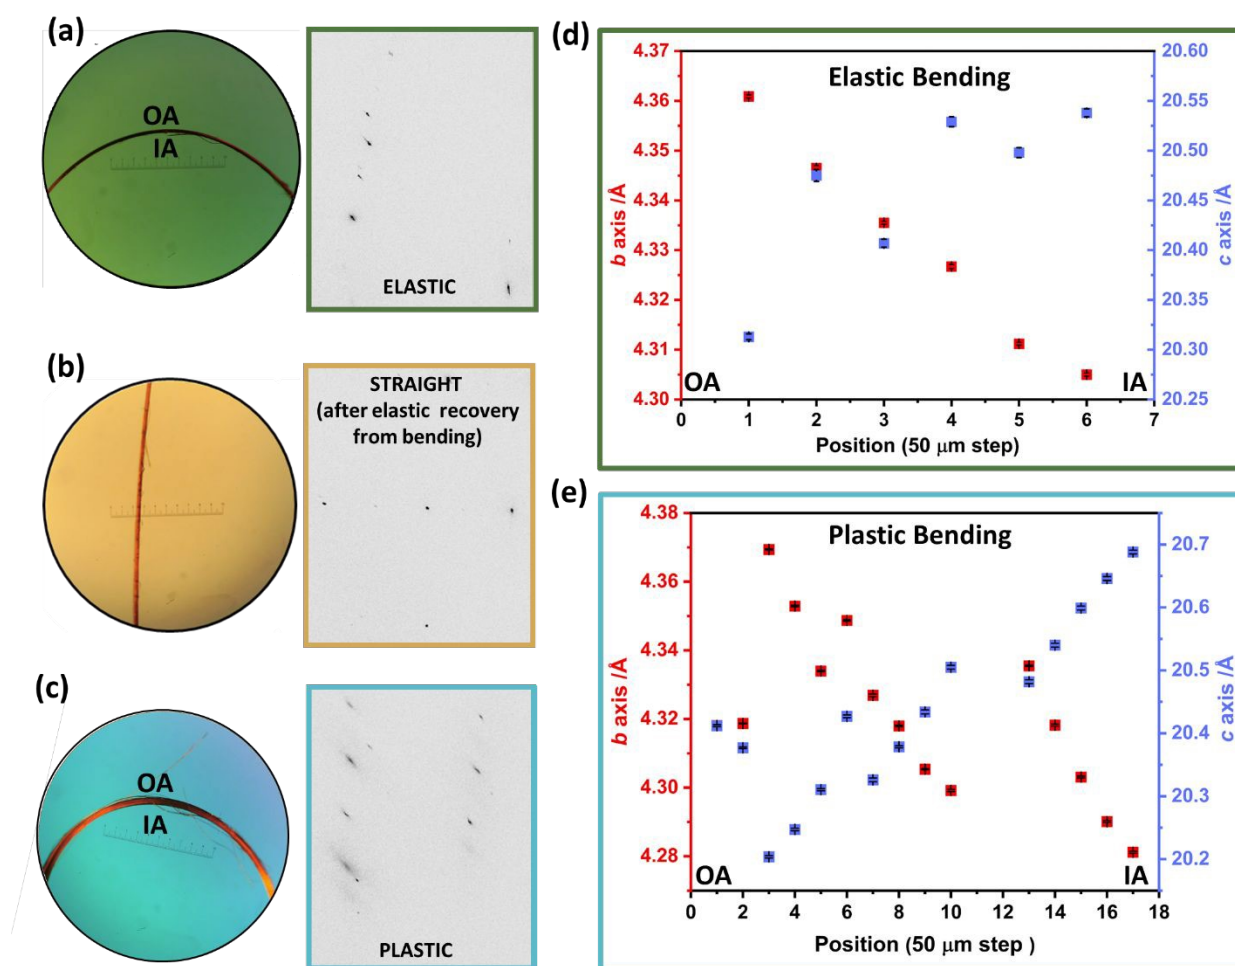 (a)
OA
IA
ELASTIC
(b)
STRAIGHT
(after elastic recovery
from bending)
(c)
OA
IA
PLASTIC
(d)
Elastic Bending
4.37
4.36
4.35
4.34
4.33
4.32
4.31
4.30
b axis /Å
20.60
20.55
20.50
20.45
20.40
20.35
20.30
20.25
c axis /Å
OA
IA
0 1 2 3 4 5 6 7
Position (50 μm step)
(e)
Plastic Bending
4.38
4.36
4.34
4.32
4.30
4.28
b axis /Å
20.7
20.6
20.5
20.4
20.3
20.2
c axis /Å
OA
IA
0 2 4 6 8 10 12 14 16 18
Position (50 μm step )